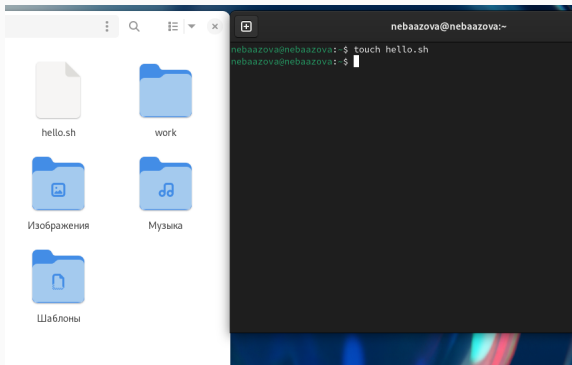 nebaazova@nebaazova:~
nebaazova@nebaazova:~$ touch hello.sh
nebaazova@nebaazova:~$
hello.sh
work
Изображения
Музыка
Шаблоны